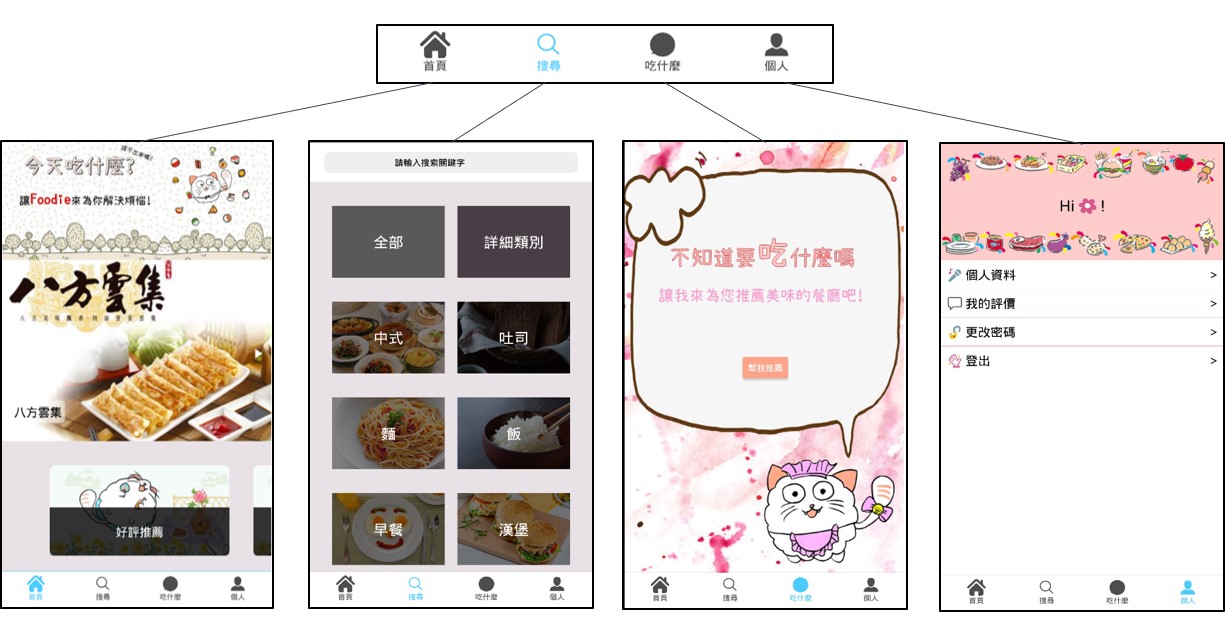 首頁
搜尋
吃什麼
個人
今天吃什麼?
讓Foodie來為你解決煩惱!
八方雲集
八方雲集
好評推薦
首頁
搜尋
吃什麼
個人
請輸入搜索關鍵字
全部
詳細類別
中式
吐司
麵
飯
早餐
漢堡
首頁
搜尋
吃什麼
個人
不知道要吃什麼嗎
讓我來為您推薦美味的餐廳吧!
幫我推薦
首頁
搜尋
吃什麼
個人
Hi !
個人資料 >
我的評價 >
更改密碼 >
登出 >
首頁
搜尋
吃什麼
個人